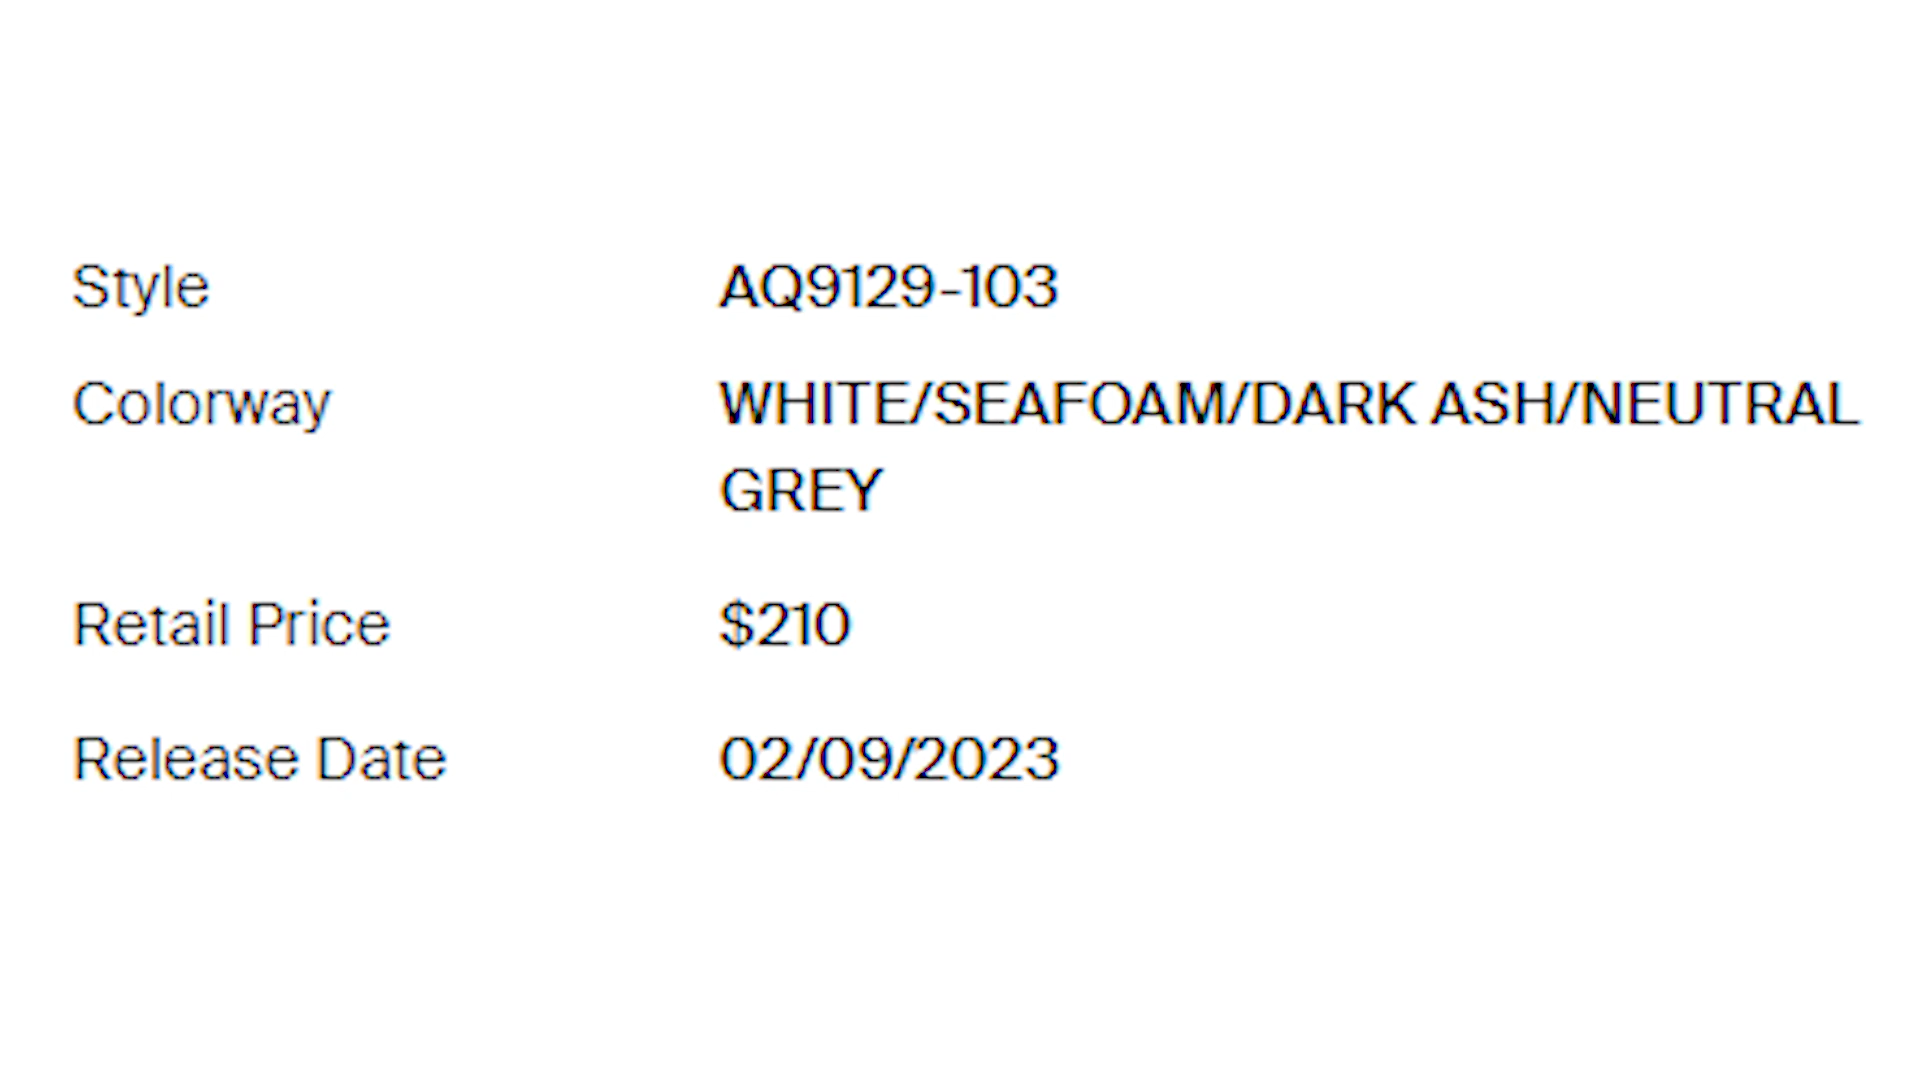 Style AQ9129-103
Colorway WHITE/SEAFOAM/DARK ASH/NEUTRAL
GREY
Retail Price $210
Release Date 02/09/2023